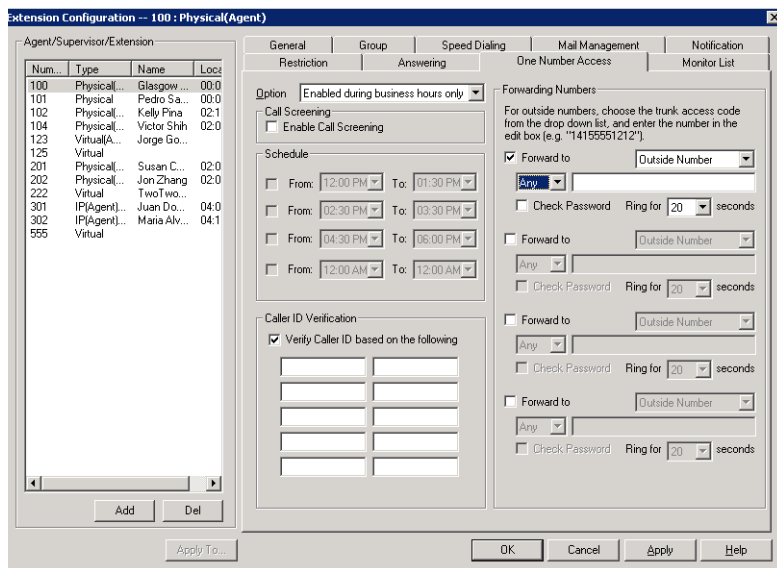 Extension Configuration -- 100 : Physical(Agent)
Agent/Supervisor/Extension
Num... Type Name Loca
100 Physical(... Glasgow ... 00:0
101 Physical Pedro Sa... 00:0
102 Physical(... Kelly Pina 02:1
104 Physical(... Victor Shih 02:0
123 Virtual(A... Jorge Go...
125 Virtual
201 Physical(... Susan C... 02:0
202 Physical(... Jon Zhang 02:0
222 Virtual TwoTwo...
301 IP(Agent)... Juan Do... 04:0
302 IP(Agent)... Maria Alv... 04:1
555 Virtual
Add Del
Apply To...
General Group Speed Dialing Mail Management Notification
Restriction Answering One Number Access Monitor List
Option Enabled during business hours only
Call Screening
Enable Call Screening
Schedule
From: 12:00 PM To: 01:30 PM
From: 02:30 PM To: 03:30 PM
From: 04:30 PM To: 06:00 PM
From: 12:00 AM To: 12:00 AM
Caller ID Verification
Verify Caller ID based on the following
Forwarding Numbers
For outside numbers, choose the trunk access code
from the drop down list, and enter the number in the
edit box (e.g. "14155551212").
Forward to Outside Number
Any
Check Password Ring for 20 seconds
Forward to Outside Number
Any
Check Password Ring for 20 seconds
Forward to Outside Number
Any
Check Password Ring for 20 seconds
Forward to Outside Number
Any
Check Password Ring for 20 seconds
OK Cancel Apply Help